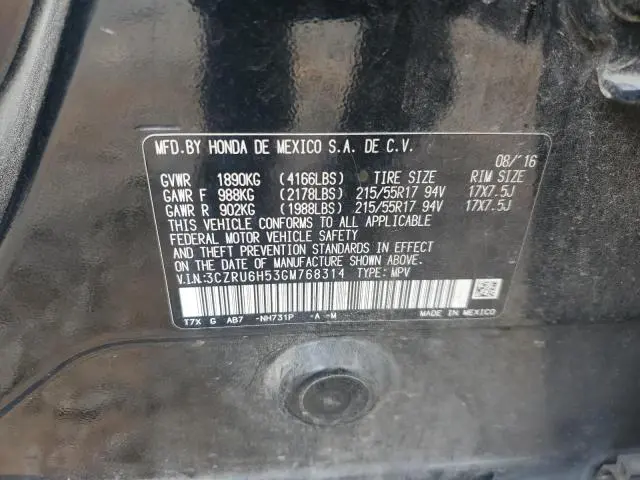 MFD.BY HONDA DE MEXICO S.A. DE C.V.
08/'16
GVWR 1890KG (4166LBS) TIRE SIZE RIM SIZE
GAWR F 988KG (2178LBS) 215/55R17 94V 17X7.5J
GAWR R 902KG (1988LBS) 215/55R17 94V 17X7.5J
THIS VEHICLE CONFORMS TO ALL APPLICABLE
FEDERAL MOTOR VEHICLE SAFETY
AND THEFT PREVENTION STANDARDS IN EFFECT
ON THE DATE OF MANUFACTURE SHOWN ABOVE.
V.I.N:3CZRU6H53GM768314 TYPE: MPV
T7X G AB7 -NH731P -A -M MADE IN MEXICO